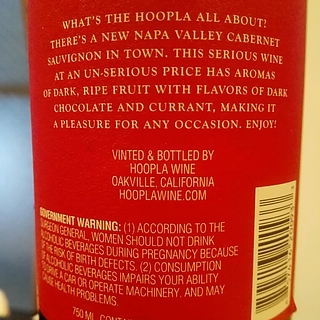 WHAT'S THE HOOPLA ALL ABOUT?
THERE'S A NEW NAPA VALLEY CABERNET
SAUVIGNON IN TOWN. THIS SERIOUS WINE
AT AN UN-SERIOUS PRICE HAS AROMAS
OF DARK, RIPE FRUIT WITH FLAVORS OF DARK
CHOCOLATE AND CURRANT, MAKING IT
A PLEASURE FOR ANY OCCASION. ENJOY!
VINTED & BOTTLED BY
HOOPLA WINE
OAKVILLE, CALIFORNIA
HOOPLAWINE.COM
GOVERNMENT WARNING: (1) ACCORDING TO THE
SURGEON GENERAL, WOMEN SHOULD NOT DRINK
ALCOHOLIC BEVERAGES DURING PREGNANCY BECAUSE
OF THE RISK OF BIRTH DEFECTS. (2) CONSUMPTION
OF ALCOHOLIC BEVERAGES IMPAIRS YOUR ABILITY
TO DRIVE A CAR OR OPERATE MACHINERY, AND MAY
CAUSE HEALTH PROBLEMS.
750 ML